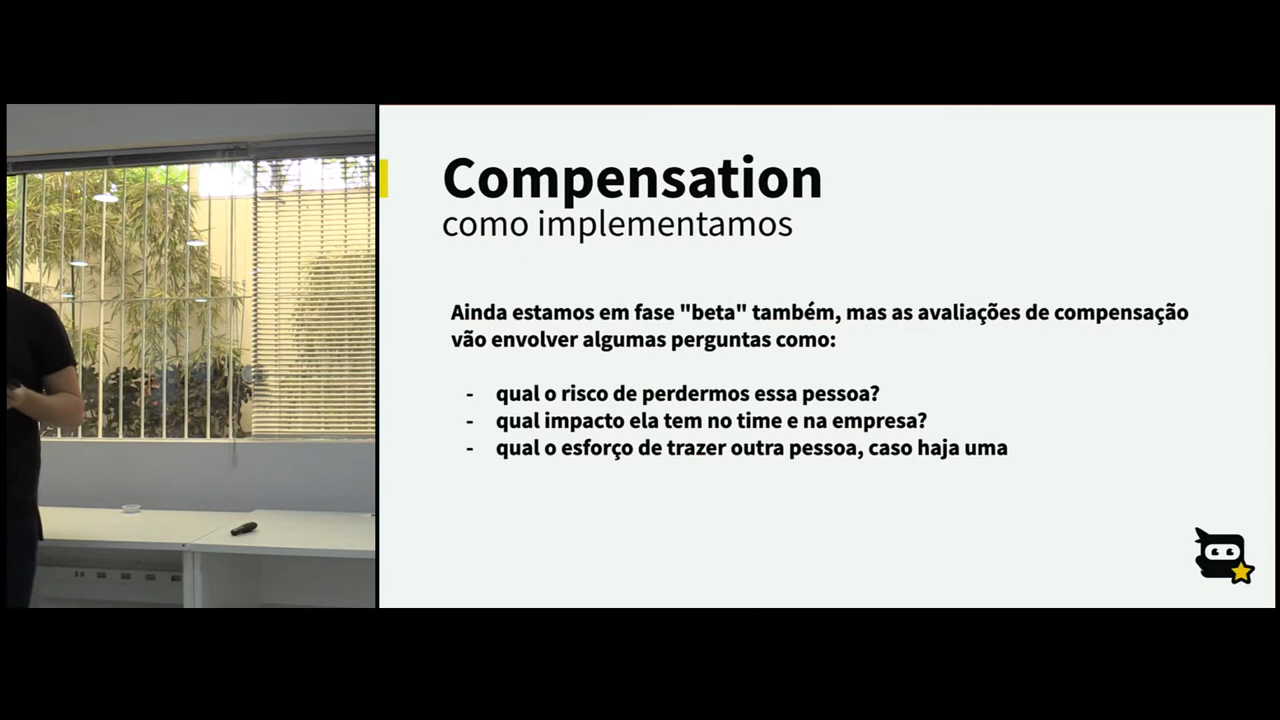 Compensation
como implementamos
Ainda estamos em fase "beta" também, mas as avaliações de compensação
vão envolver algumas perguntas como:
- qual o risco de perdermos essa pessoa?
- qual impacto ela tem no time e na empresa?
- qual o esforço de trazer outra pessoa, caso haja uma